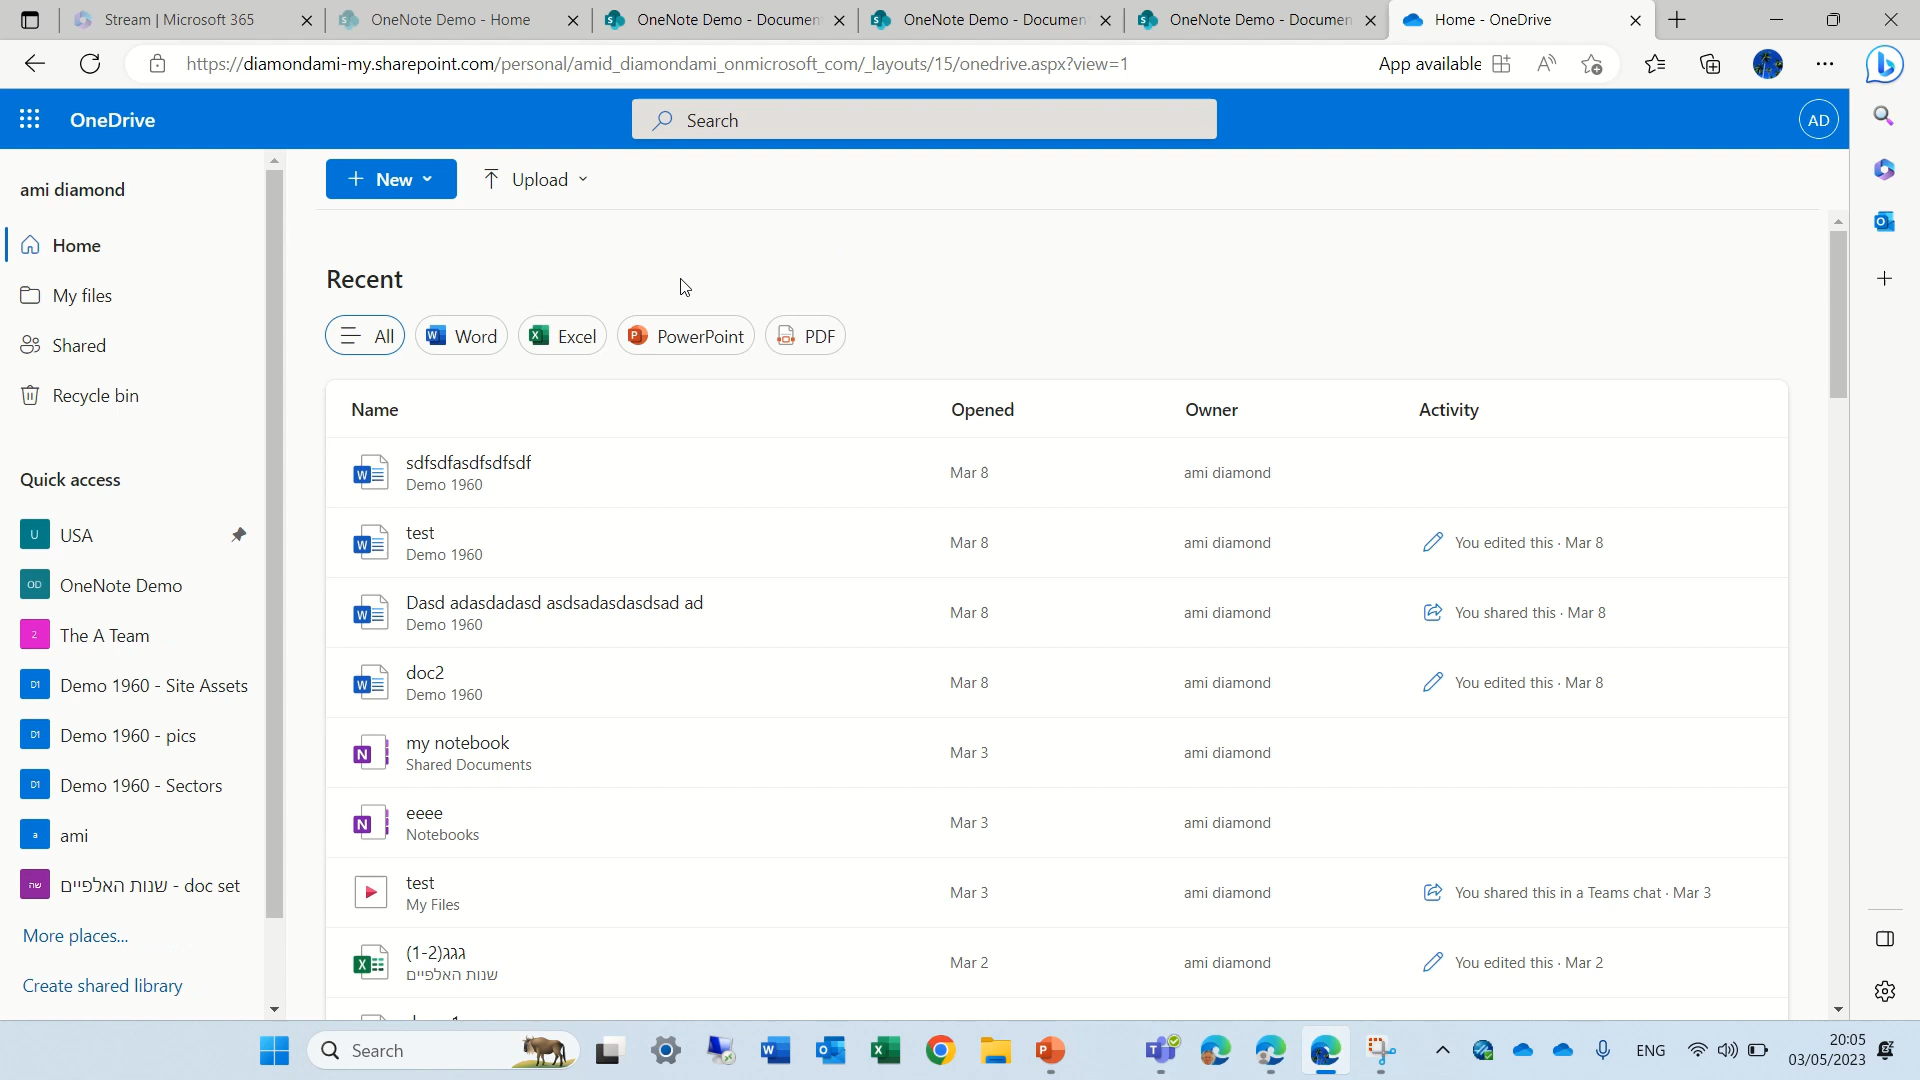 Stream | Microsoft 365
OneNote Demo - Home
OneNote Demo - Documen
OneNote Demo - Documen
OneNote Demo - Documen
Home - OneDrive
https://diamondami-my.sharepoint.com/personal/amid_diamondami_onmicrosoft_com/_layouts/15/onedrive.aspx?view=1
App available
OneDrive
Search
AD
ami diamond
Home
My files
Shared
Recycle bin
Quick access
U USA
OD OneNote Demo
2 The A Team
D1 Demo 1960 - Site Assets
D1 Demo 1960 - pics
D1 Demo 1960 - Sectors
a ami
שה שנות האלפיים - doc set
More places...
Create shared library
New
Upload
Recent
All
Word
Excel
PowerPoint
PDF
Name Opened Owner Activity
sdfsdfasdfsdfsdf
Demo 1960
Mar 8 ami diamond
test
Demo 1960
Mar 8 ami diamond You edited this · Mar 8
Dasd adasdadasd asdsadasdasdsad ad
Demo 1960
Mar 8 ami diamond You shared this · Mar 8
doc2
Demo 1960
Mar 8 ami diamond You edited this · Mar 8
my notebook
Shared Documents
Mar 3 ami diamond
eeee
Notebooks
Mar 3 ami diamond
test
My Files
Mar 3 ami diamond You shared this in a Teams chat · Mar 3
גגג(1-2)
שנות האלפיים
Mar 2 ami diamond You edited this · Mar 2
Search
ENG
20:05
03/05/2023